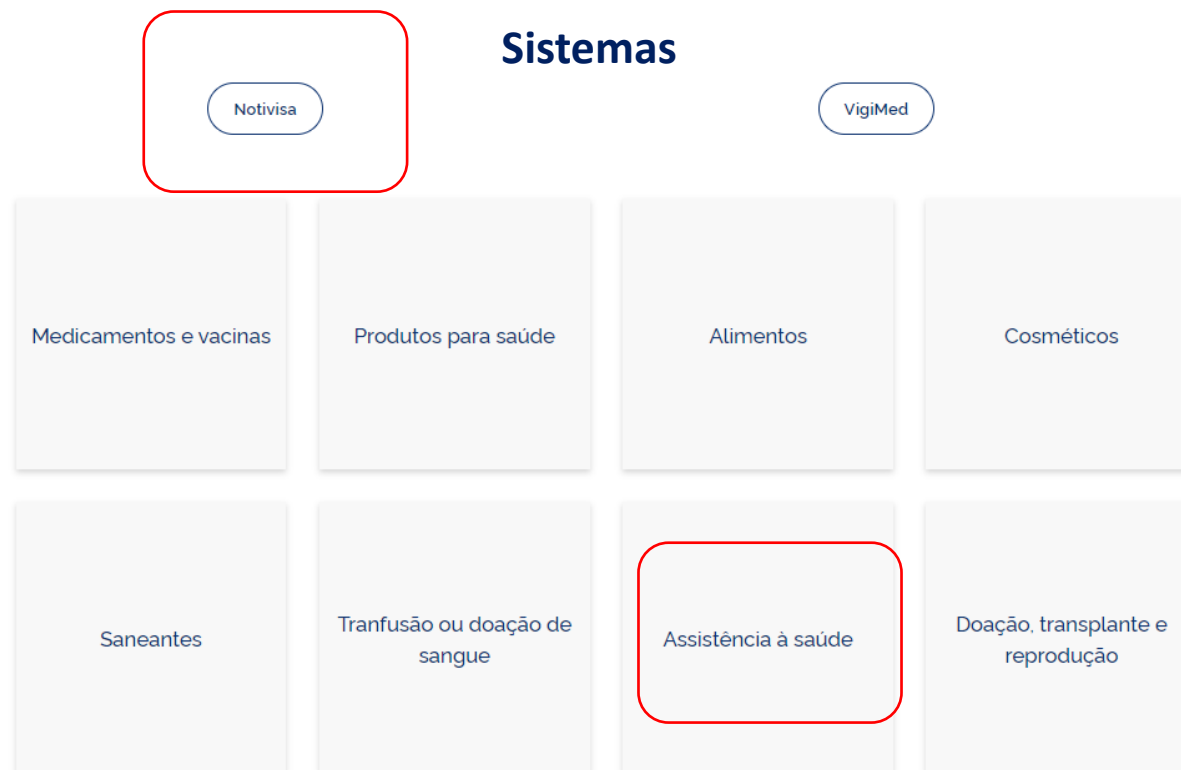 Sistemas
Notivisa
VigiMed
Medicamentos e vacinas
Produtos para saúde
Alimentos
Cosméticos
Saneantes
Tranfusão ou doação de
sangue
Assistência à saúde
Doação, transplante e
reprodução